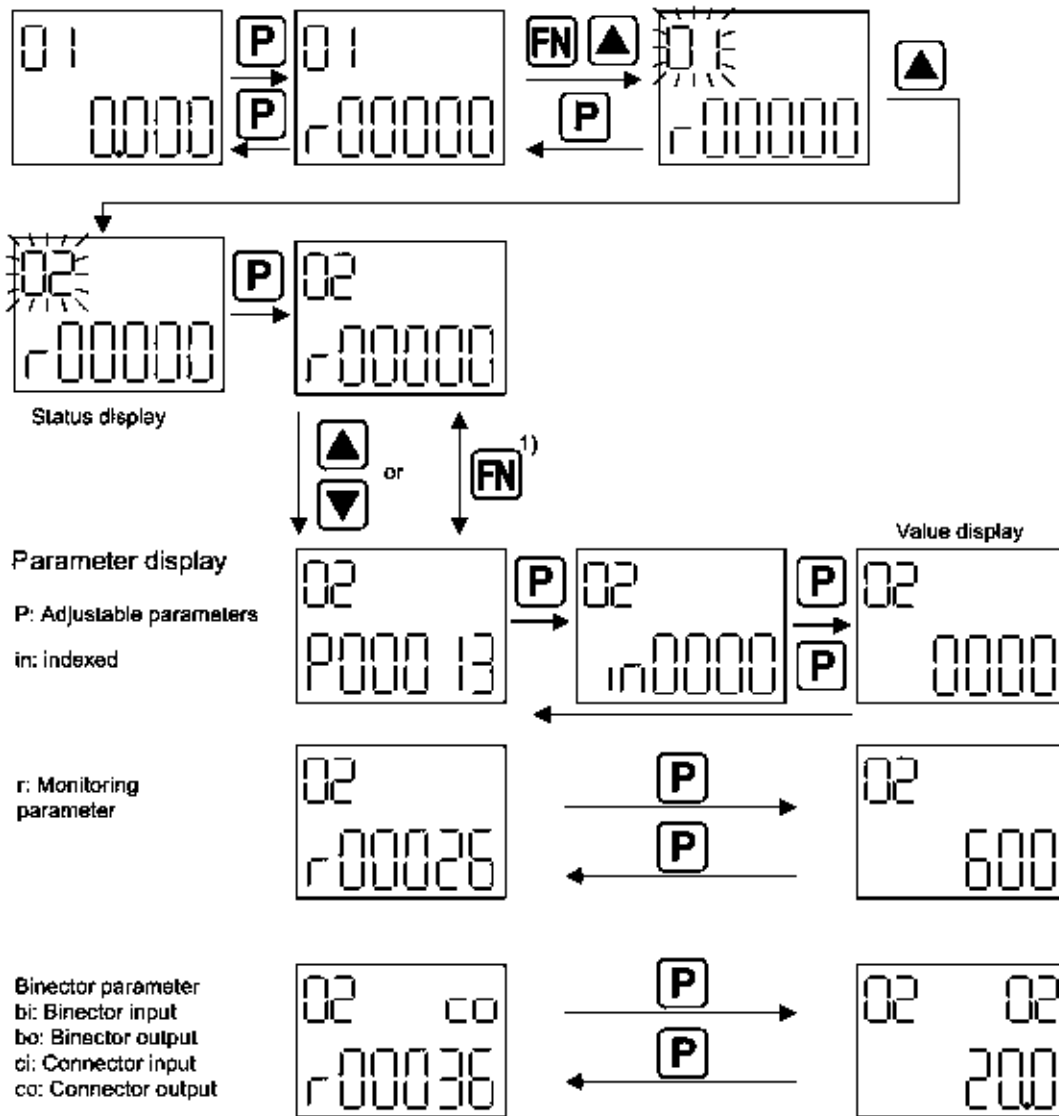 01 P 01 FN 01
0.000 P r00000 P r00000
02 P 02
r00000 r00000
Status display
or FN 1)
Value display
Parameter display
02 P 02 P 02
P: Adjustable parameters
in: indexed
P00013 in0000 P 0000
r: Monitoring
parameter
02 P 02
r00026 P 600
Binector parameter
bi: Binector input
bo: Binector output
ci: Connector input
co: Connector output
02 co P 02 02
r00036 P 20.0